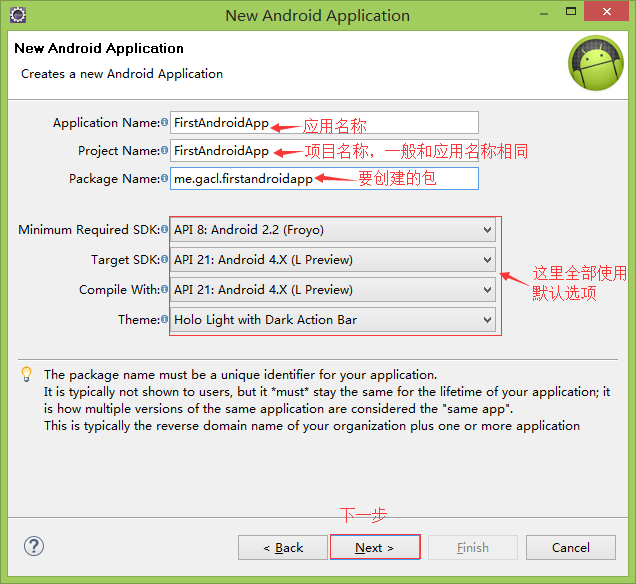 New Android Application
New Android Application
Creates a new Android Application
Application Name: FirstAndroidApp 应用名称
Project Name: FirstAndroidApp 项目名称，一般和应用名称相同
Package Name: me.gacl.firstandroidapp 要创建的包
Minimum Required SDK: API 8: Android 2.2 (Froyo)
Target SDK: API 21: Android 4.X (L Preview)
这里全部使用
默认选项
Compile With: API 21: Android 4.X (L Preview)
Theme: Holo Light with Dark Action Bar
The package name must be a unique identifier for your application.
It is typically not shown to users, but it *must* stay the same for the lifetime of your application; it
is how multiple versions of the same application are considered the "same app".
This is typically the reverse domain name of your organization plus one or more application
下一步
< Back Next > Finish Cancel